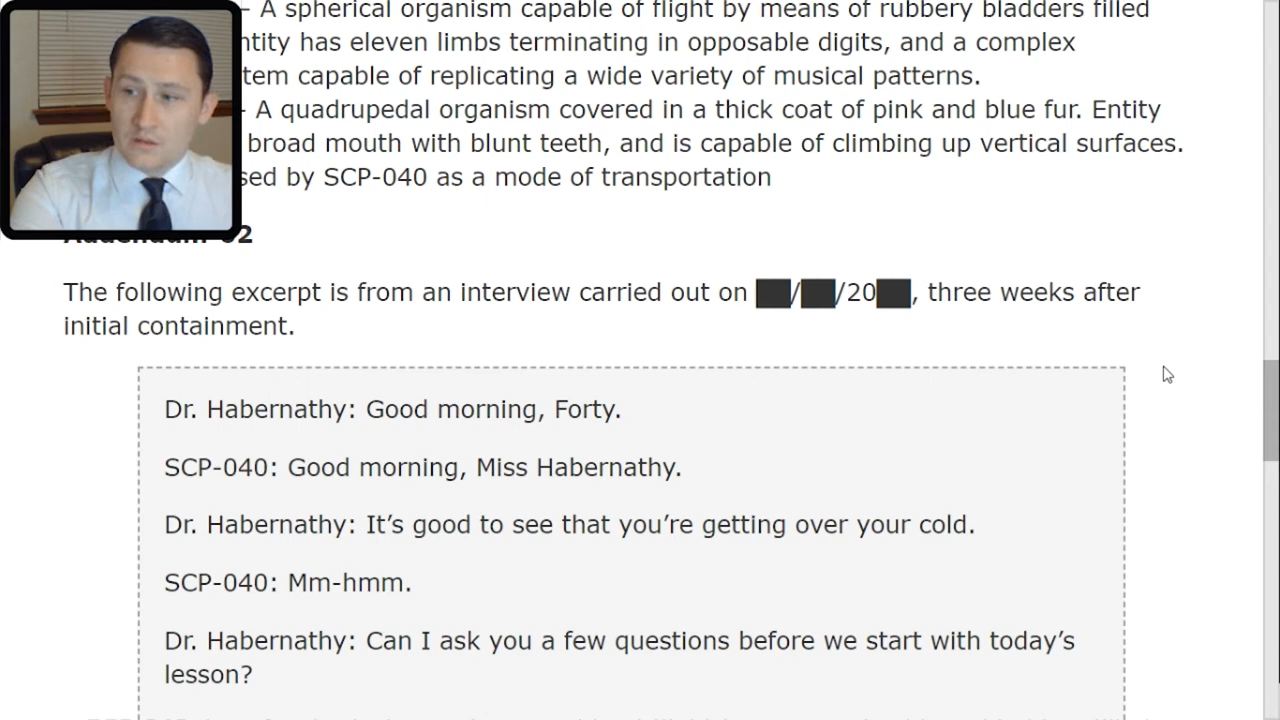 - A spherical organism capable of flight by means of rubbery bladders filled
ntity has eleven limbs terminating in opposable digits, and a complex
tem capable of replicating a wide variety of musical patterns.
- A quadrupedal organism covered in a thick coat of pink and blue fur. Entity
broad mouth with blunt teeth, and is capable of climbing up vertical surfaces.
sed by SCP-040 as a mode of transportation
The following excerpt is from an interview carried out on ██/██/20██, three weeks after
initial containment.
Dr. Habernathy: Good morning, Forty.
SCP-040: Good morning, Miss Habernathy.
Dr. Habernathy: It’s good to see that you’re getting over your cold.
SCP-040: Mm-hmm.
Dr. Habernathy: Can I ask you a few questions before we start with today’s
lesson?